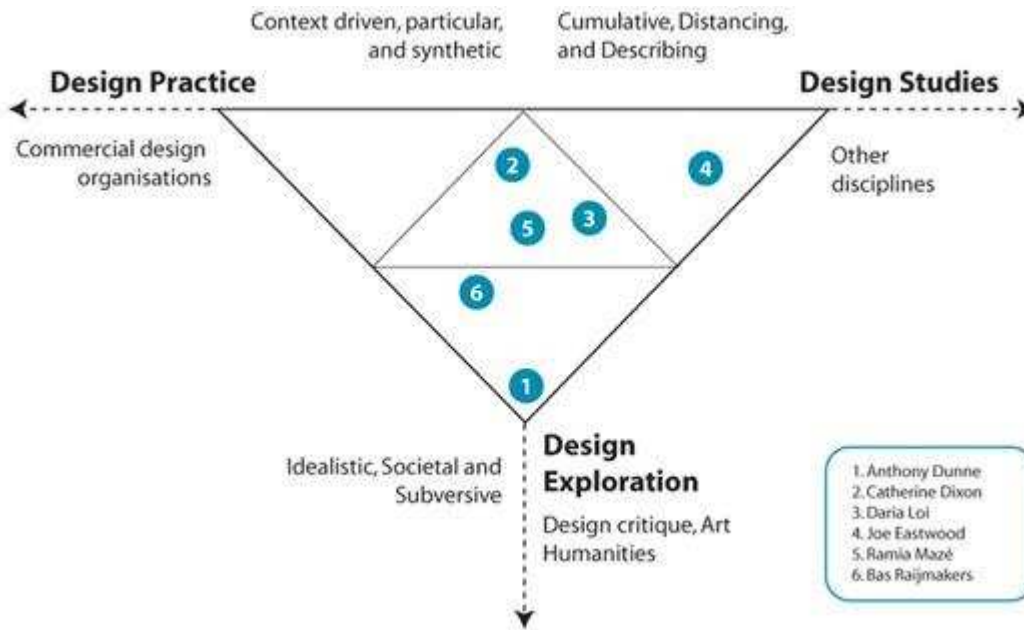 Context driven, particular,
and synthetic
Cumulative, Distancing,
and Describing
Design Practice
Design Studies
Commercial design
organisations
Other
disciplines
2
4
3
5
6
1
Design
Exploration
Idealistic, Societal and
Subversive
Design critique, Art
Humanities
1. Anthony Dunne
2. Catherine Dixon
3. Daria Loi
4. Joe Eastwood
5. Ramia Mazé
6. Bas Raijmakers